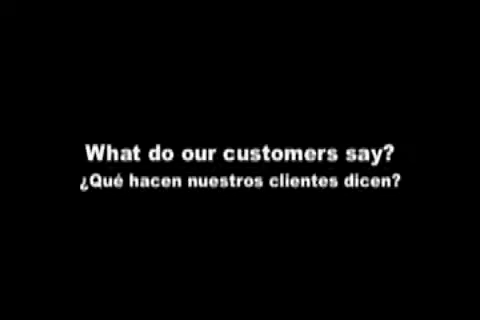 What do our customers say?
¿Qué hacen nuestros clientes dicen?